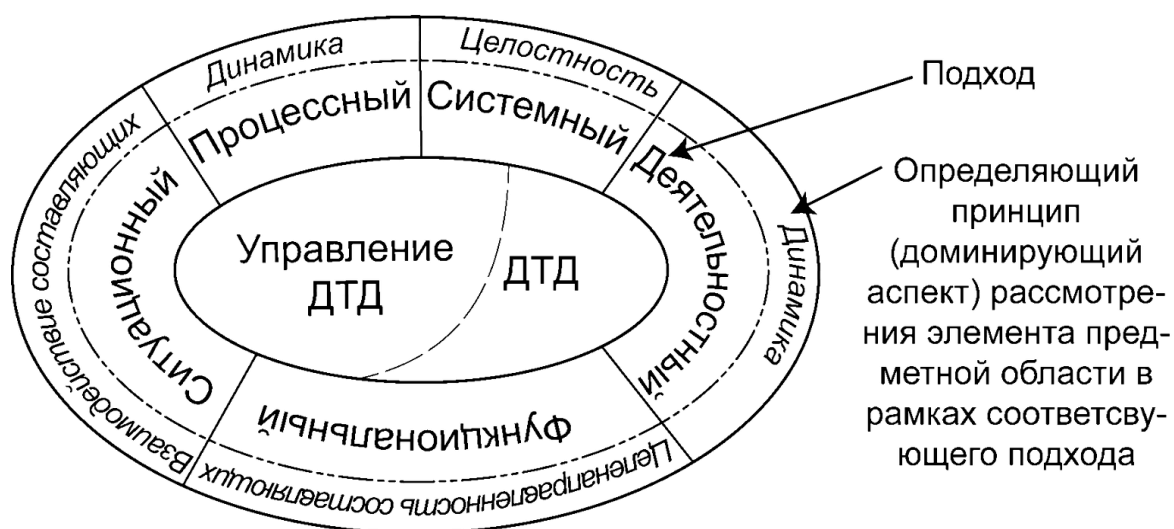 Динамика
Целостность
Процессный
Системный
Подход
Деятельностный
Динамика
Определяющий
принцип
(доминирующий
аспект) рассмотре-
ния элемента пред-
метной области в
рамках соответсву-
ющего подхода
Взаимодействие составляющих
Ситуационный
Управление
ДТД
ДТД
Функциональный
Целенаправленность составляющих